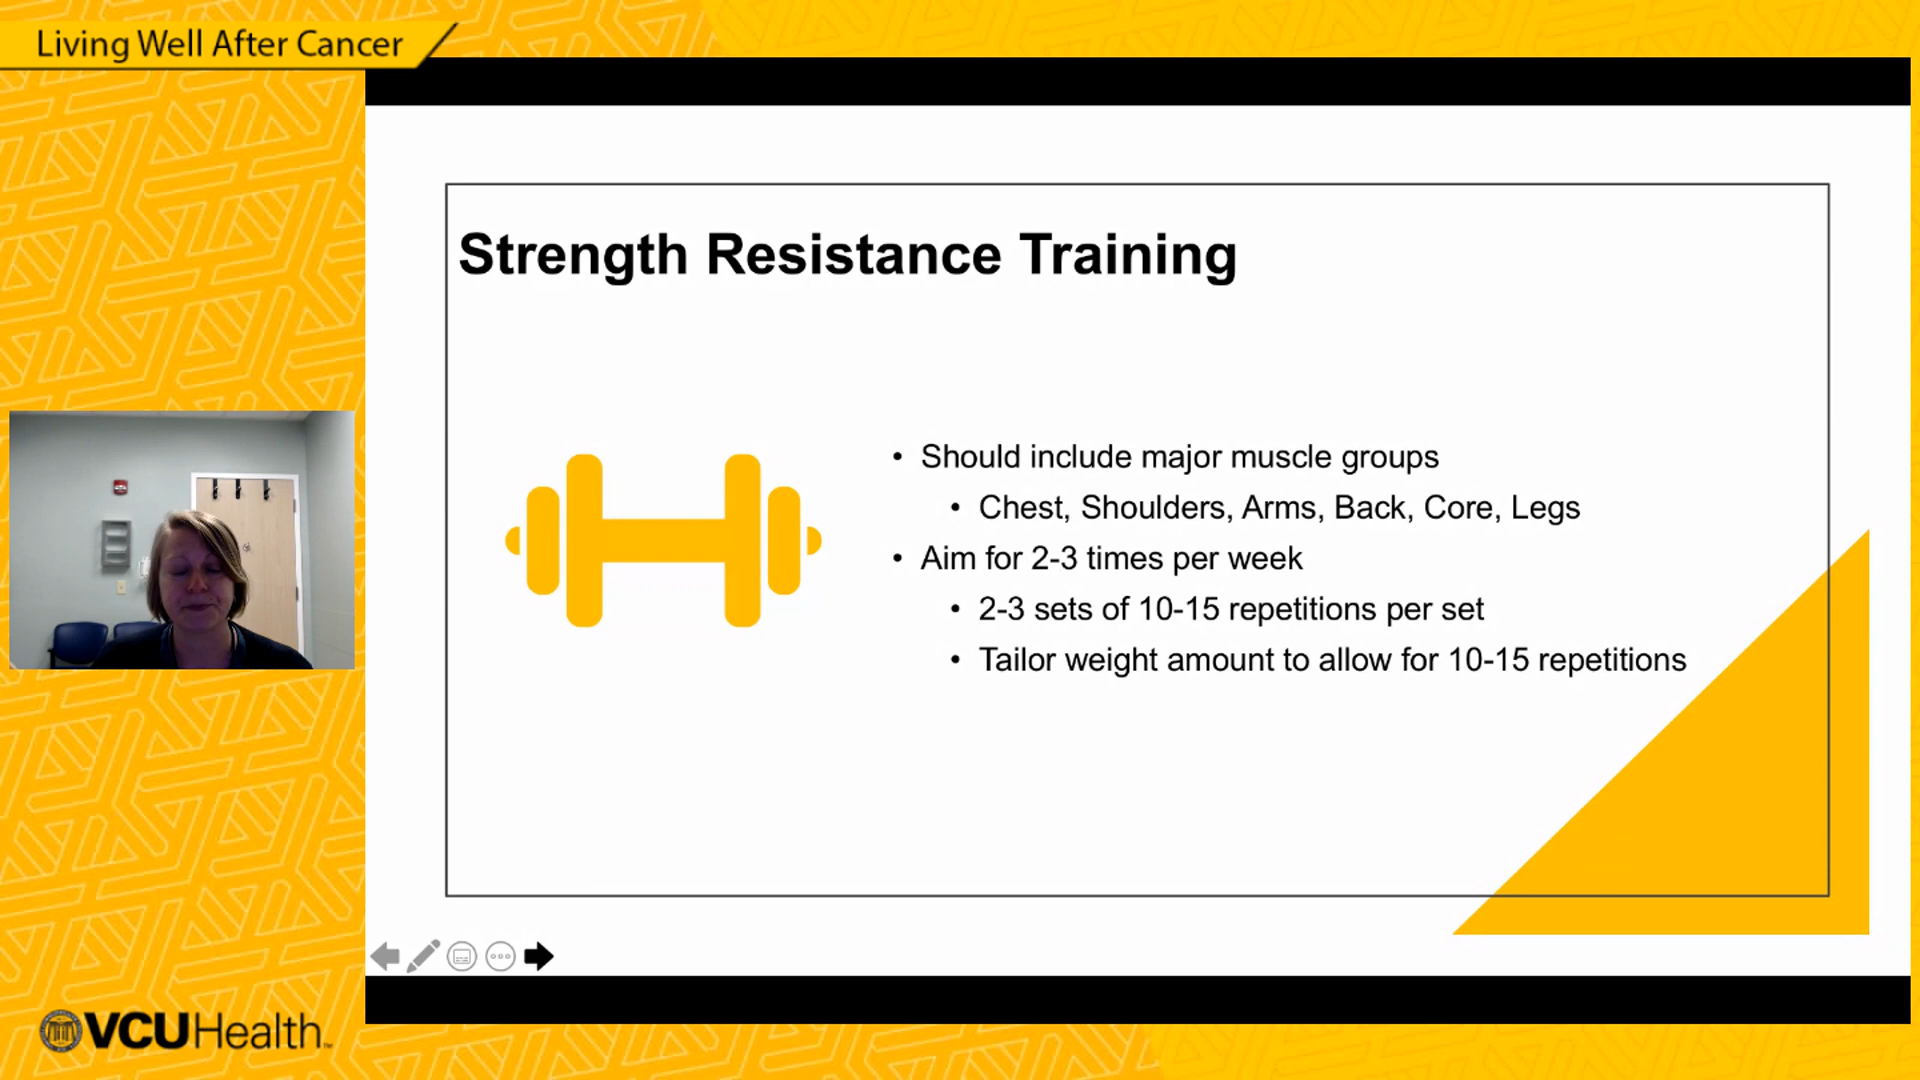 Living Well After Cancer
Strength Resistance Training
• Should include major muscle groups
• Chest, Shoulders, Arms, Back, Core, Legs
• Aim for 2-3 times per week
• 2-3 sets of 10-15 repetitions per set
• Tailor weight amount to allow for 10-15 repetitions
VCUHealth™